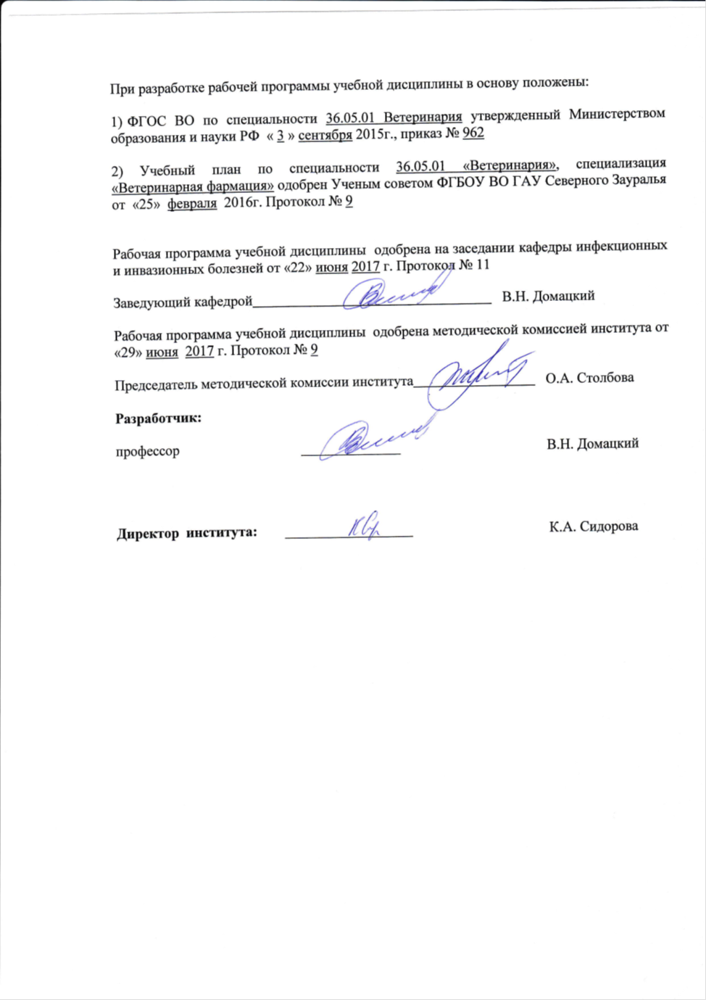 При разработке рабочей программы учебной дисциплины в основу положены:
1) ФГОС ВО по специальности 36.05.01 Ветеринария утвержденный Министерством
образования и науки РФ « 3 » сентября 2015г., приказ № 962
2) Учебный план по специальности 36.05.01 «Ветеринария», специализация
«Ветеринарная фармация» одобрен Ученым советом ФГБОУ ВО ГАУ Северного Зауралья
от «25» февраля 2016г. Протокол № 9
Рабочая программа учебной дисциплины одобрена на заседании кафедры инфекционных
и инвазионных болезней от «22» июня 2017 г. Протокол № 11
Заведующий кафедрой__________ В.Н. Домацкий
Рабочая программа учебной дисциплины одобрена методической комиссией института от
«29» июня 2017 г. Протокол № 9
Председатель методической комиссии института__________ О.А. Столбова
Разработчик:
профессор __________ В.Н. Домацкий
Директор института: __________ К.А. Сидорова